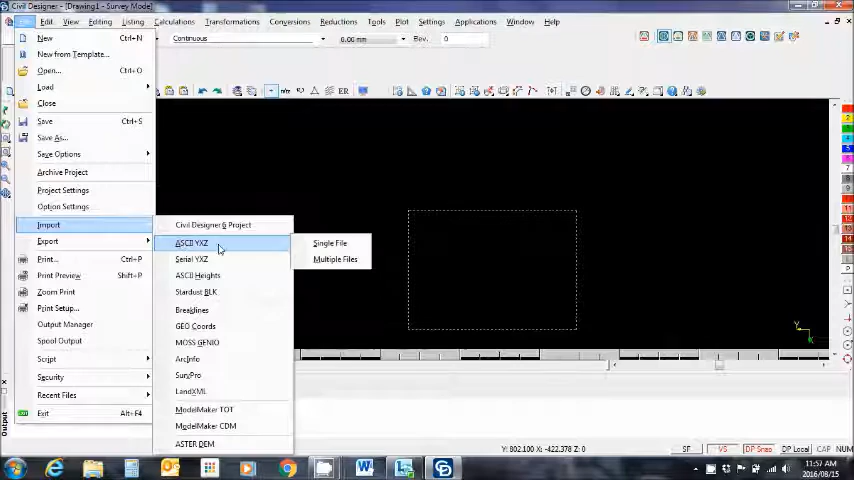 Civil Designer - [Drawing1 - Survey Mode]
File Edit View Editing Listing Calculations Transformations Conversions Reductions Tools Plot Settings Applications Window Help
Continuous 0.00 mm Bev. 0
ER
New Ctrl+N
New from Template...
Open... Ctrl+O
Load
Close
Save Ctrl+S
Save As...
Save Options
Archive Project
Project Settings
Option Settings
Import
Export
Print... Ctrl+P
Print Preview Shift+P
Zoom Print
Print Setup...
Output Manager
Spool Output
Script
Security
Recent Files
Exit Alt+F4
Civil Designer 6 Project
ASCII YXZ
Serial YXZ
ASCII Heights
Stardust BLK
Breaklines
GEO Coords
MOSS GENIO
ArcInfo
SurvPro
LandXML
ModelMaker TOT
ModelMaker CDM
ASTER DEM
Single File
Multiple Files
Y
X
Output
Y: 802.100 X: -422.378 Z: 0 SF VS DP Snap DP Local CAP NUM
11:57 AM
2016/08/15